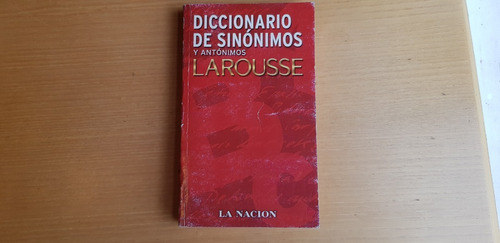 DICCIONARIO
DE SINÓNIMOS
Y ANTÓNIMOS
LAROUSSE
LA NACION